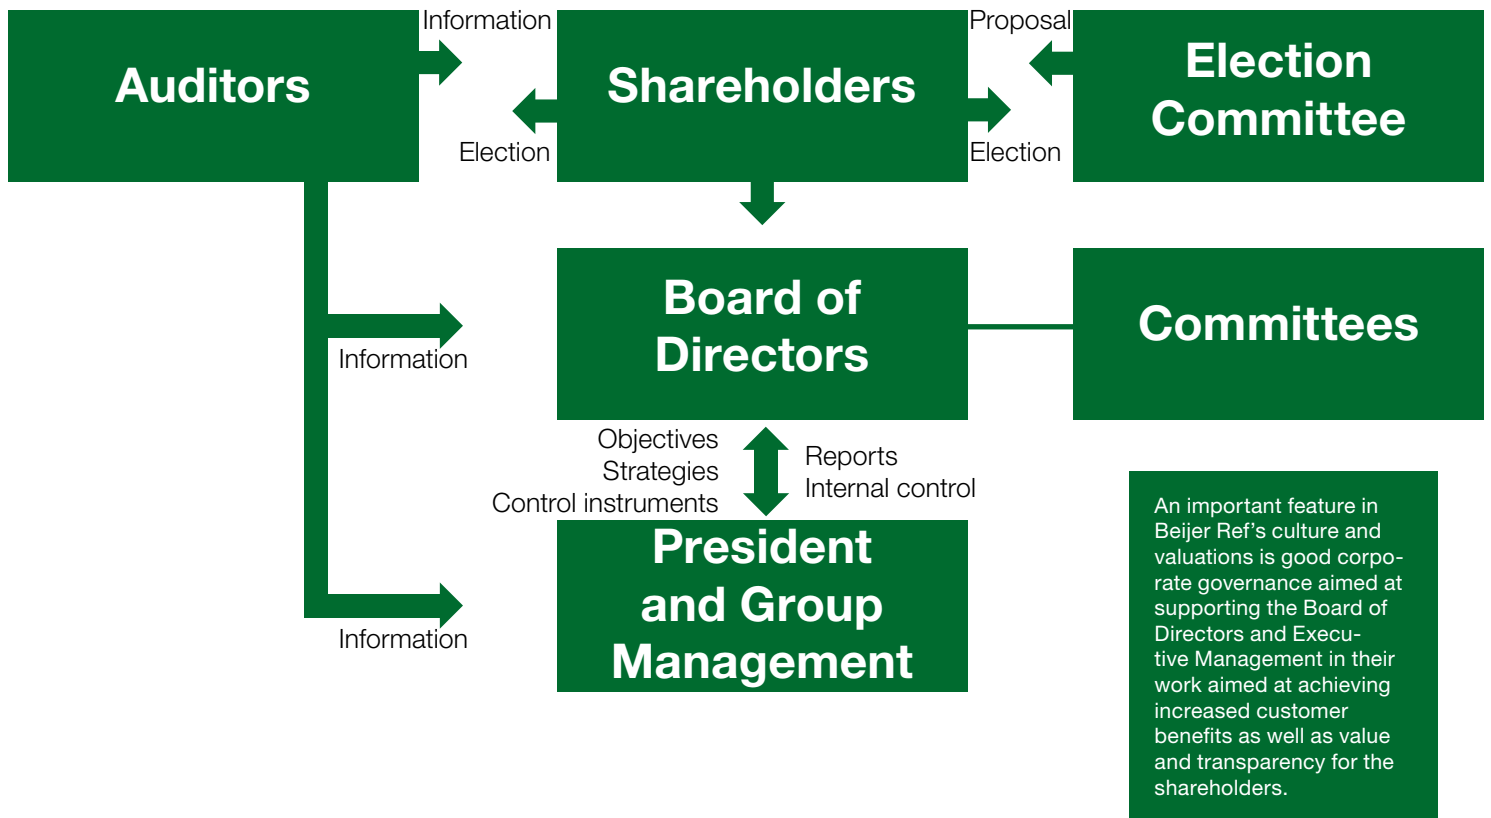 Information
Proposal
Auditors
Shareholders
Election
Committee
Election
Election
Board of
Directors
Committees
Information
Objectives
Strategies
Control instruments
Reports
Internal control
President
and Group
Management
Information
An important feature in
Beijer Ref's culture and
valuations is good corpo-
rate governance aimed at
supporting the Board of
Directors and Execu-
tive Management in their
work aimed at achieving
increased customer
benefits as well as value
and transparency for the
shareholders.